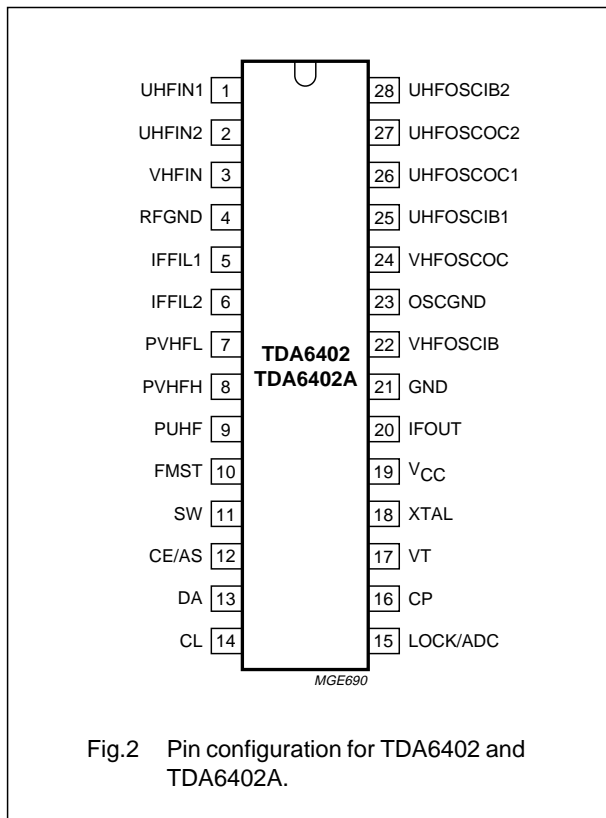 UHFIN1 1 28 UHFOSCIB2
UHFIN2 2 27 UHFOSCOC2
VHFIN 3 26 UHFOSCOC1
RFGND 4 25 UHFOSCIB1
IFFIL1 5 24 VHFOSCOC
IFFIL2 6 23 OSCGND
PVHFL 7 22 VHFOSCIB
TDA6402
TDA6402A
PVHFH 8 21 GND
PUHF 9 20 IFOUT
FMST 10 19 VCC
SW 11 18 XTAL
CE/AS 12 17 VT
DA 13 16 CP
CL 14 15 LOCK/ADC
MGE690
Fig.2 Pin configuration for TDA6402 and
TDA6402A.